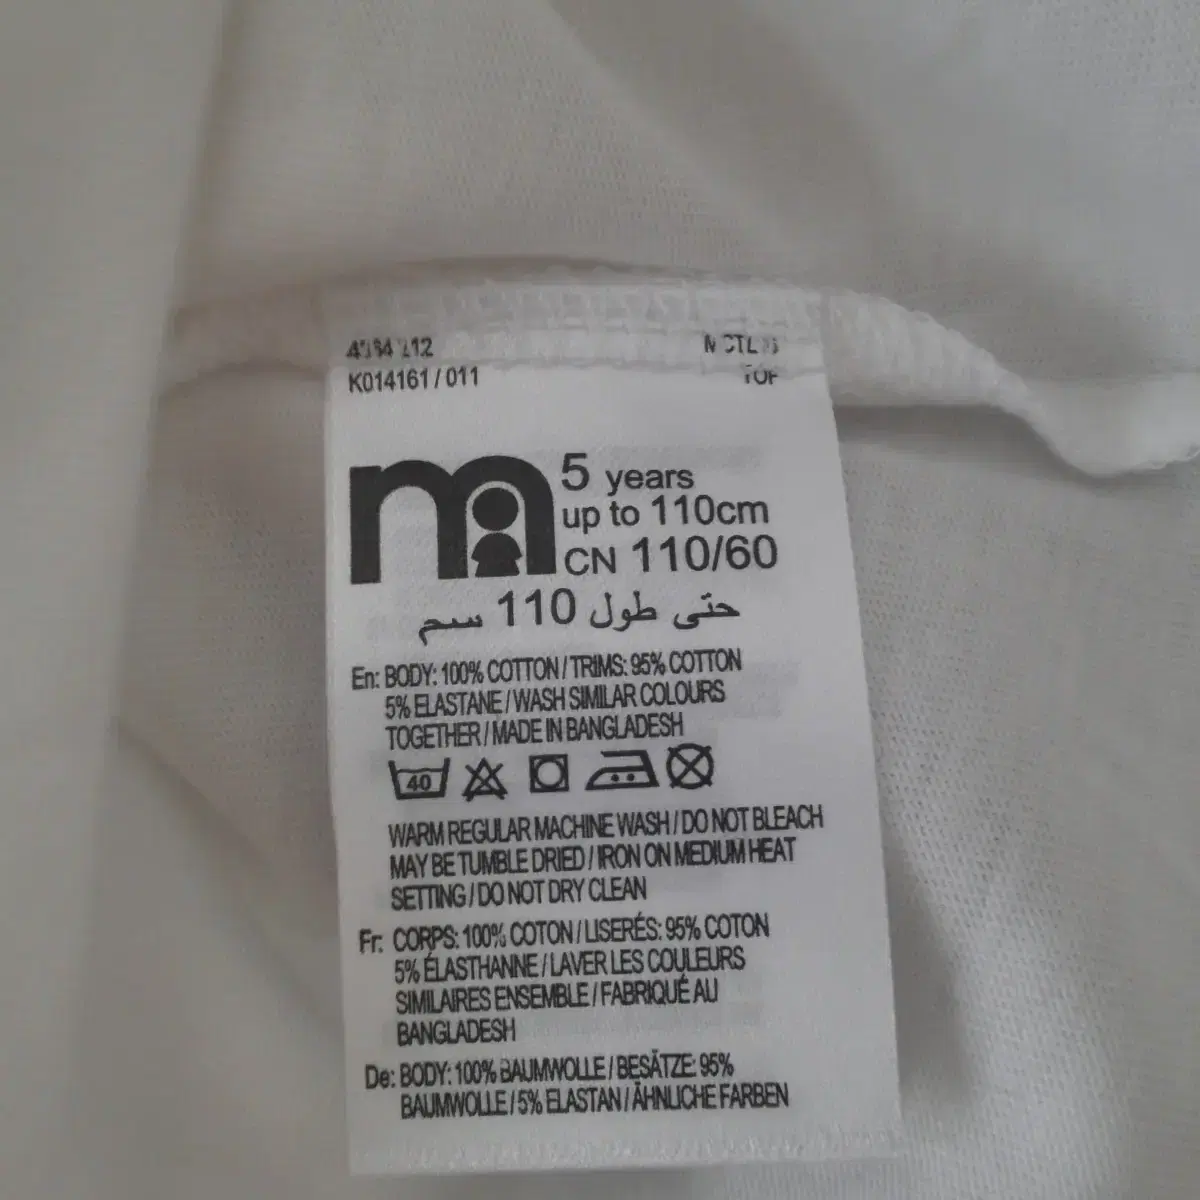 K014161 / 011
TOP
5 years
up to 110cm
CN 110/60
حتى طول 110 سم
En: BODY: 100% COTTON / TRIMS: 95% COTTON
5% ELASTANE / WASH SIMILAR COLOURS
TOGETHER / MADE IN BANGLADESH
40
WARM REGULAR MACHINE WASH / DO NOT BLEACH
MAY BE TUMBLE DRIED / IRON ON MEDIUM HEAT
SETTING / DO NOT DRY CLEAN
Fr: CORPS: 100% COTON / LISERÉS: 95% COTON
5% ÉLASTHANNE / LAVER LES COULEURS
SIMILAIRES ENSEMBLE / FABRIQUÉ AU
BANGLADESH
De: BODY: 100% BAUMWOLLE / BESÄTZE: 95%
BAUMWOLLE / 5% ELASTAN / ÄHNLICHE FARBEN